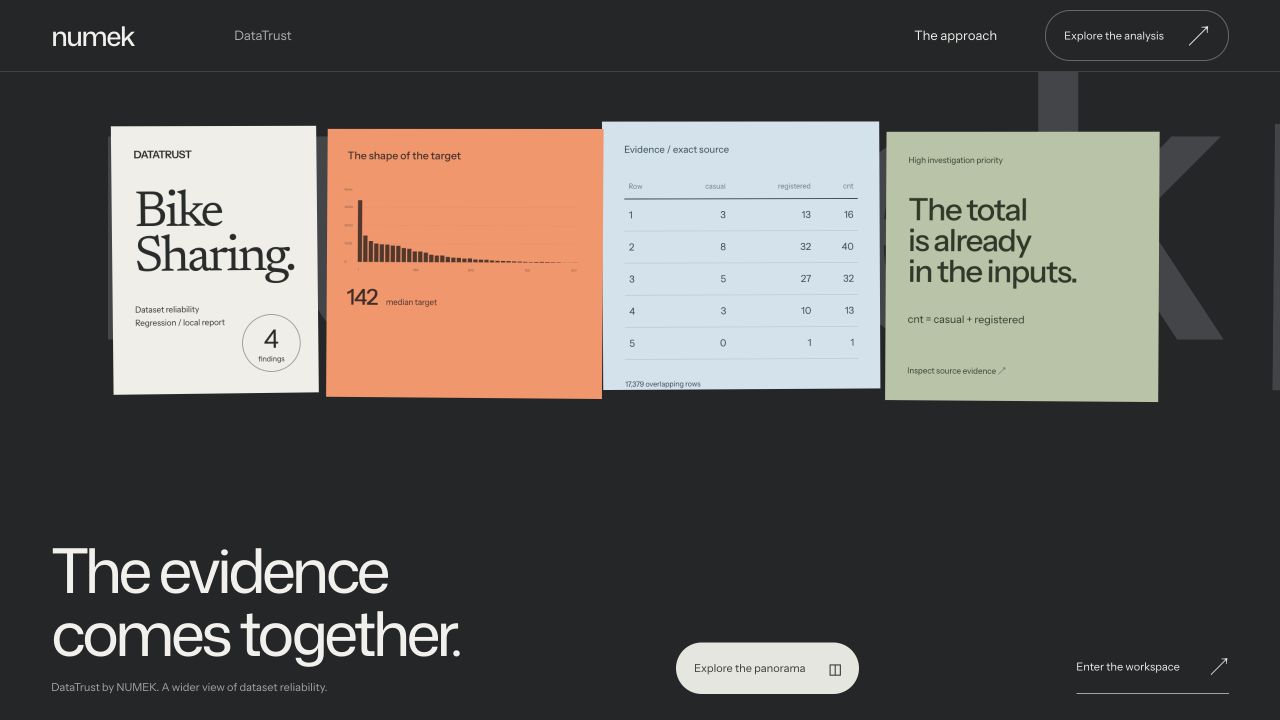 numek
DataTrust
The approach
Explore the analysis
DATATRUST
Bike
Sharing.
Dataset reliability
Regression / local report
4
findings
The shape of the target
142 median target
Evidence / exact source
Row casual registered cnt
1 3 13 16
2 8 32 40
3 5 27 32
4 3 10 13
5 0 1 1
17,379 overlapping rows
High investigation priority
The total
is already
in the inputs.
cnt = casual + registered
Inspect source evidence
k
The evidence
comes together.
DataTrust by NUMEK. A wider view of dataset reliability.
Explore the panorama
Enter the workspace